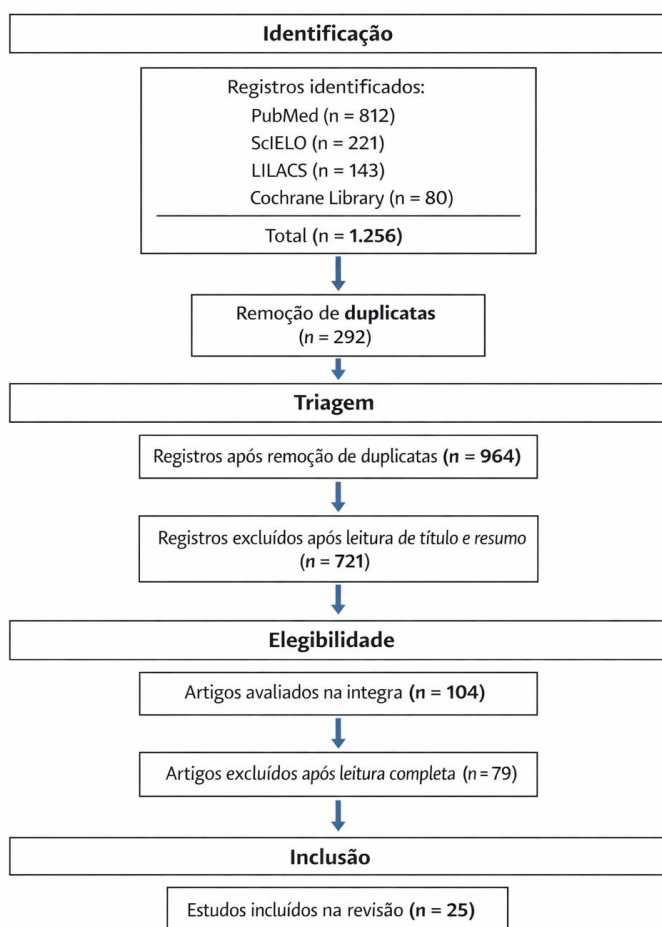 Identificação
Registros identificados:
PubMed (n = 812)
ScIELO (n = 221)
LILACS (n = 143)
Cochrane Library (n = 80)
Total (n = 1.256)
Remoção de duplicatas
(n = 292)
Triagem
Registros após remoção de duplicatas (n = 964)
Registros excluídos após leitura de título e resumo
(n = 721)
Elegibilidade
Artigos avaliados na integra (n = 104)
Artigos excluídos após leitura completa (n = 79)
Inclusão
Estudos incluídos na revisão (n = 25)